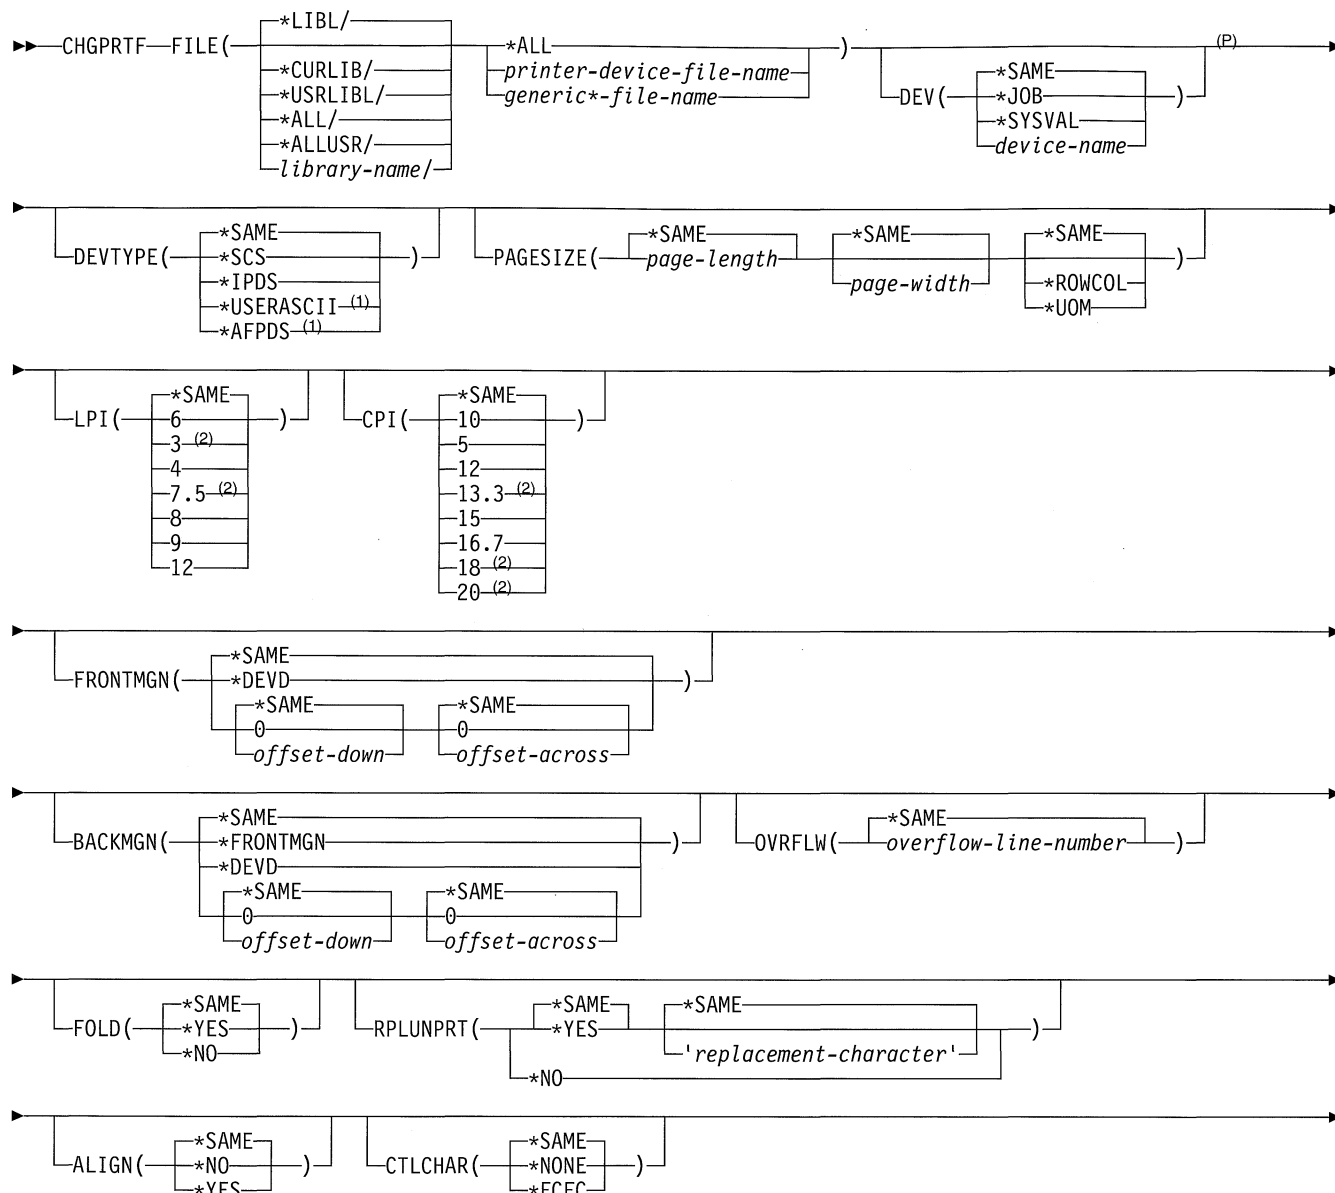 *LIBL/
CHGPRTF FILE( *ALL ) (P)
*CURLIB/ printer-device-file-name *SAME
*USRLIBL/ generic*-file-name DEV( *JOB )
*ALL/ *SYSVAL
*ALLUSR/ device-name
library-name/
*SAME *SAME *SAME *SAME
DEVTYPE( *SCS ) PAGESIZE( page-length )
*IPDS page-width *ROWCOL
*USERASCII (1) *UOM
*AFPDS (1)
*SAME *SAME
LPI( 6 ) CPI( 10 )
3 (2) 5
4 12
7.5 (2) 13.3 (2)
8 15
9 16.7
12 18 (2)
20 (2)
*SAME
FRONTMGN( *DEVD )
*SAME *SAME
0 0
offset-down offset-across
*SAME *SAME
BACKMGN( *FRONTMGN ) OVRFLW( overflow-line-number )
*DEVD
*SAME *SAME
0 0
offset-down offset-across
*SAME *SAME *SAME
FOLD( *YES ) RPLUNPRT( *YES )
*NO 'replacement-character'
*NO
*SAME *SAME
ALIGN( *NO ) CTLCHAR( *NONE )
*YES *FCFC